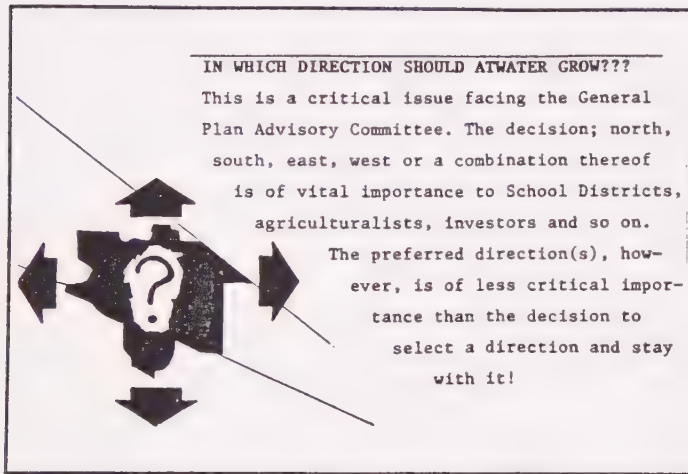 IN WHICH DIRECTION SHOULD ATWATER GROW???
This is a critical issue facing the General
Plan Advisory Committee. The decision; north,
south, east, west or a combination thereof
is of vital importance to School Districts,
agriculturalists, investors and so on.
The preferred direction(s), how-
ever, is of less critical impor-
tance than the decision to
select a direction and stay
with it!
?